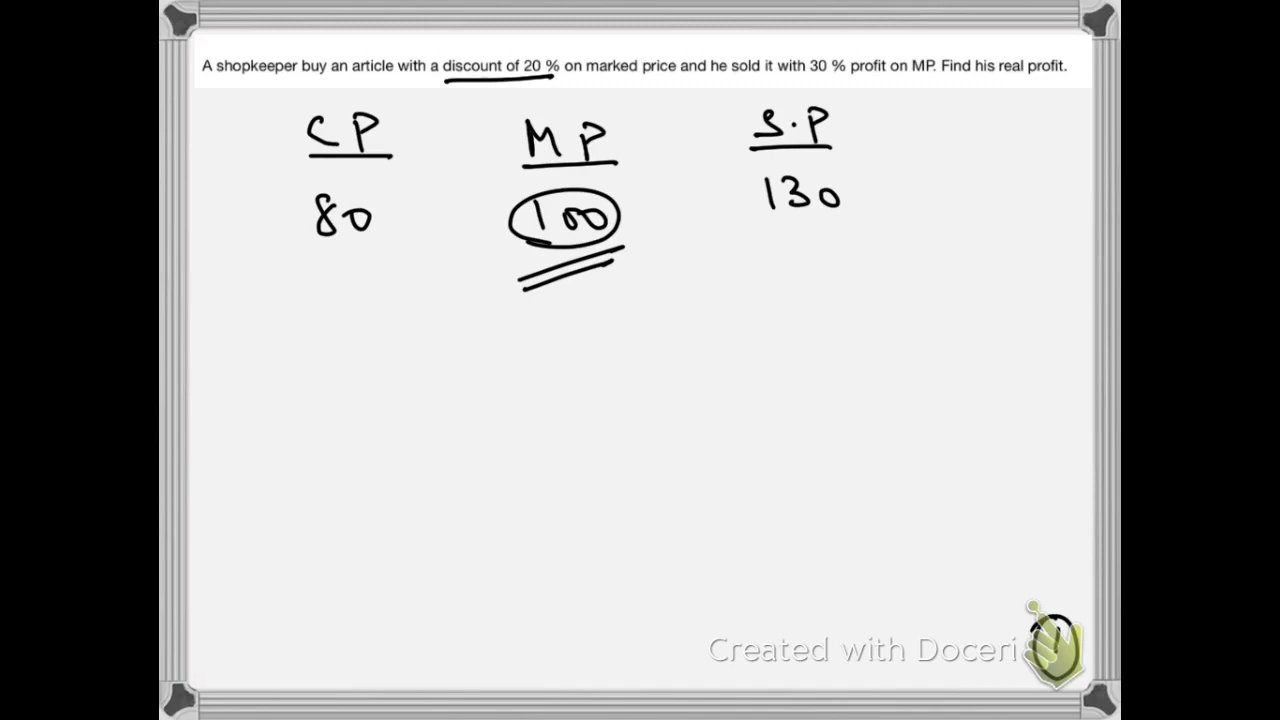 A shopkeeper buy an article with a discount of 20 % on marked price and he sold it with 30 % profit on MP. Find his real profit.
CP MP S.P
80 100 130
Created with Doceri